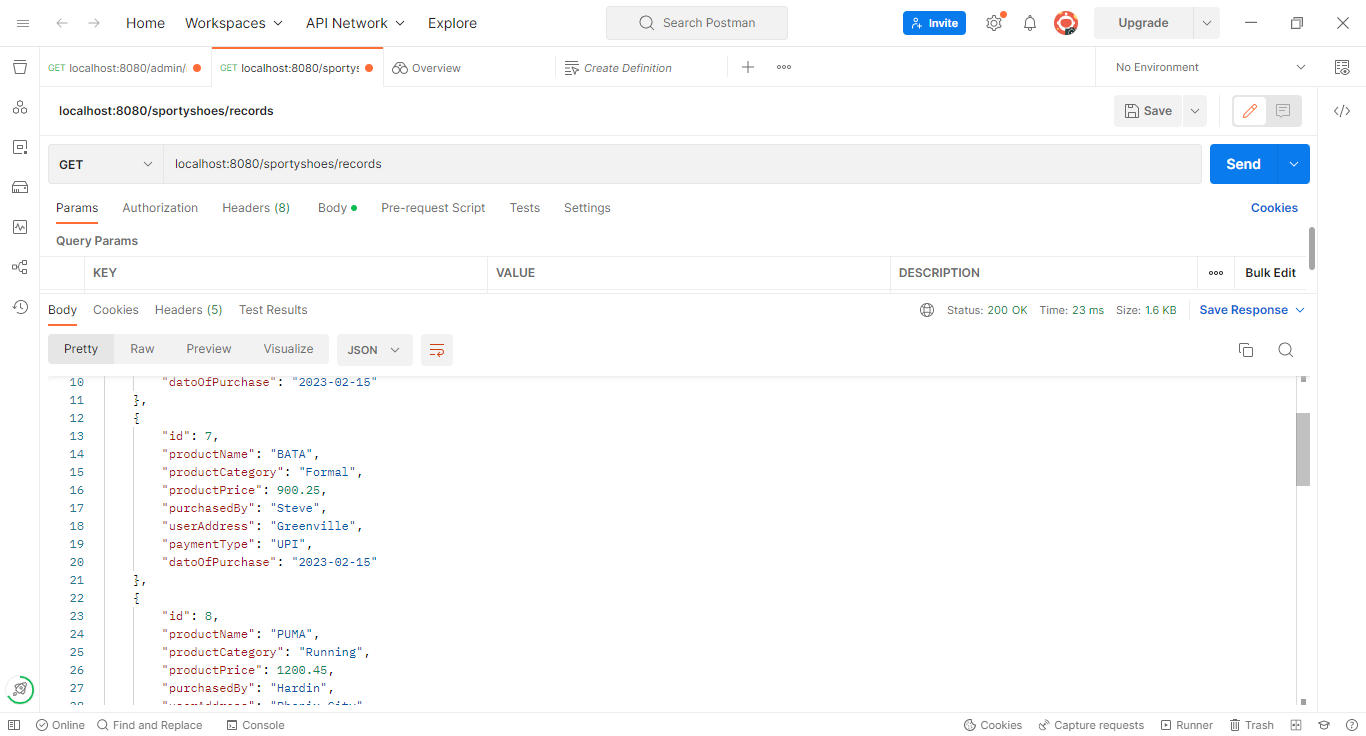 Home Workspaces API Network Explore Search Postman Invite Upgrade
GET localhost:8080/admin/ GET localhost:8080/sportys Overview Create Definition No Environment
localhost:8080/sportyshoes/records Save
GET localhost:8080/sportyshoes/records Send
Params Authorization Headers (8) Body Pre-request Script Tests Settings Cookies
Query Params
KEY VALUE DESCRIPTION Bulk Edit
Body Cookies Headers (5) Test Results Status: 200 OK Time: 23 ms Size: 1.6 KB Save Response
Pretty Raw Preview Visualize JSON
10 "datoOfPurchase": "2023-02-15"
11 },
12 {
13 "id": 7,
14 "productName": "BATA",
15 "productCategory": "Formal",
16 "productPrice": 900.25,
17 "purchasedBy": "Steve",
18 "userAddress": "Greenville",
19 "paymentType": "UPI",
20 "datoOfPurchase": "2023-02-15"
21 },
22 {
23 "id": 8,
24 "productName": "PUMA",
25 "productCategory": "Running",
26 "productPrice": 1200.45,
27 "purchasedBy": "Hardin",
Online Find and Replace Console Cookies Capture requests Runner Trash